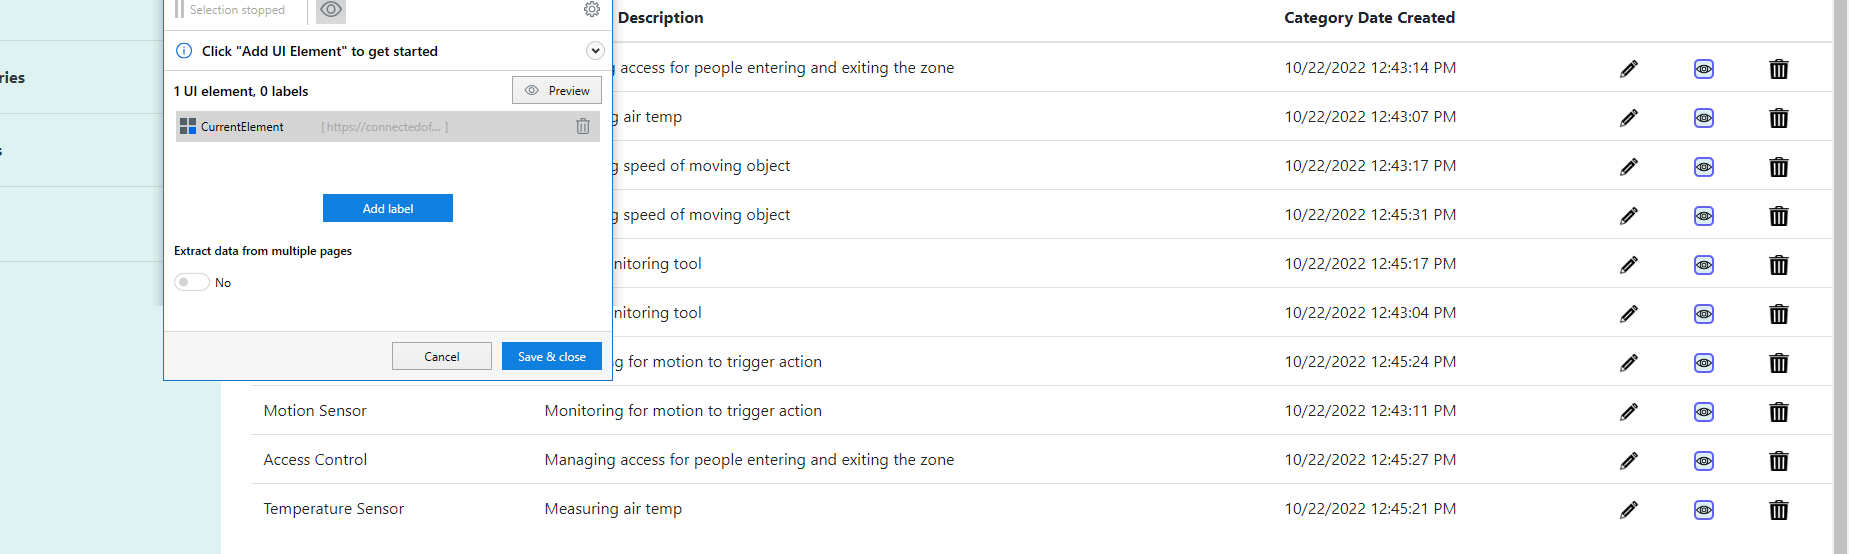 Selection stopped
Description Category Date Created
Click "Add UI Element" to get started
ries
1 UI element, 0 labels Preview
CurrentElement [ https://connectedof... ]
s
Add label
Extract data from multiple pages
No
Cancel Save & close
g access for people entering and exiting the zone 10/22/2022 12:43:14 PM
g air temp 10/22/2022 12:43:07 PM
g speed of moving object 10/22/2022 12:43:17 PM
g speed of moving object 10/22/2022 12:45:31 PM
nitoring tool 10/22/2022 12:45:17 PM
nitoring tool 10/22/2022 12:43:04 PM
ng for motion to trigger action 10/22/2022 12:45:24 PM
Motion Sensor Monitoring for motion to trigger action 10/22/2022 12:43:11 PM
Access Control Managing access for people entering and exiting the zone 10/22/2022 12:45:27 PM
Temperature Sensor Measuring air temp 10/22/2022 12:45:21 PM